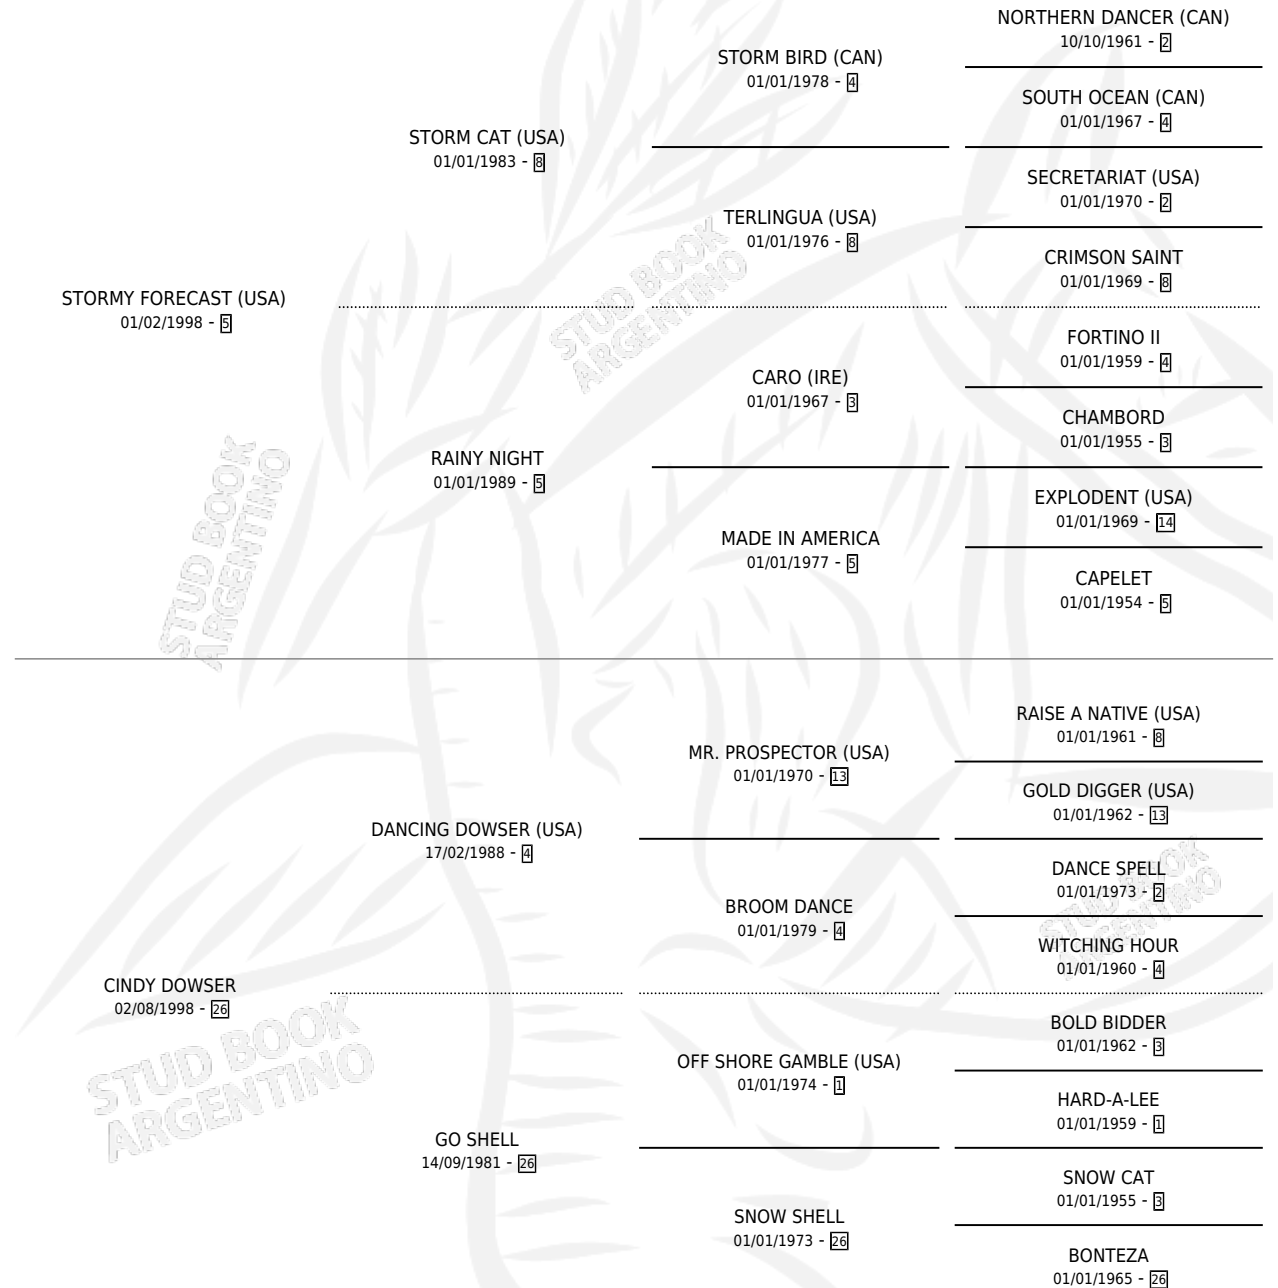 NORTHERN DANCER (CAN)
10/10/1961 - 2
STORM BIRD (CAN)
01/01/1978 - 4
SOUTH OCEAN (CAN)
01/01/1967 - 4
STORM CAT (USA)
01/01/1983 - 8
SECRETARIAT (USA)
01/01/1970 - 2
TERLINGUA (USA)
01/01/1976 - 8
CRIMSON SAINT
01/01/1969 - 8
STORMY FORECAST (USA)
01/02/1998 - 5
STUD BOOK
ARGENTINO
FORTINO II
01/01/1959 - 4
CARO (IRE)
01/01/1967 - 3
CHAMBORD
01/01/1955 - 3
RAINY NIGHT
01/01/1989 - 5
EXPLODENT (USA)
01/01/1969 - 14
MADE IN AMERICA
01/01/1977 - 5
CAPELET
01/01/1954 - 5
STUD BOOK
ARGENTINO
RAISE A NATIVE (USA)
01/01/1961 - 8
MR. PROSPECTOR (USA)
01/01/1970 - 13
GOLD DIGGER (USA)
01/01/1962 - 13
DANCING DOWSER (USA)
17/02/1988 - 4
DANCE SPELL
01/01/1973 - 2
STUD BOOK
ARGENTINO
BROOM DANCE
01/01/1979 - 4
WITCHING HOUR
01/01/1960 - 4
CINDY DOWSER
02/08/1998 - 26
STUD BOOK
ARGENTINO
BOLD BIDDER
01/01/1962 - 3
OFF SHORE GAMBLE (USA)
01/01/1974 - 1
HARD-A-LEE
01/01/1959 - 1
GO SHELL
14/09/1981 - 26
SNOW CAT
01/01/1955 - 3
SNOW SHELL
01/01/1973 - 26
BONTEZA
01/01/1965 - 26